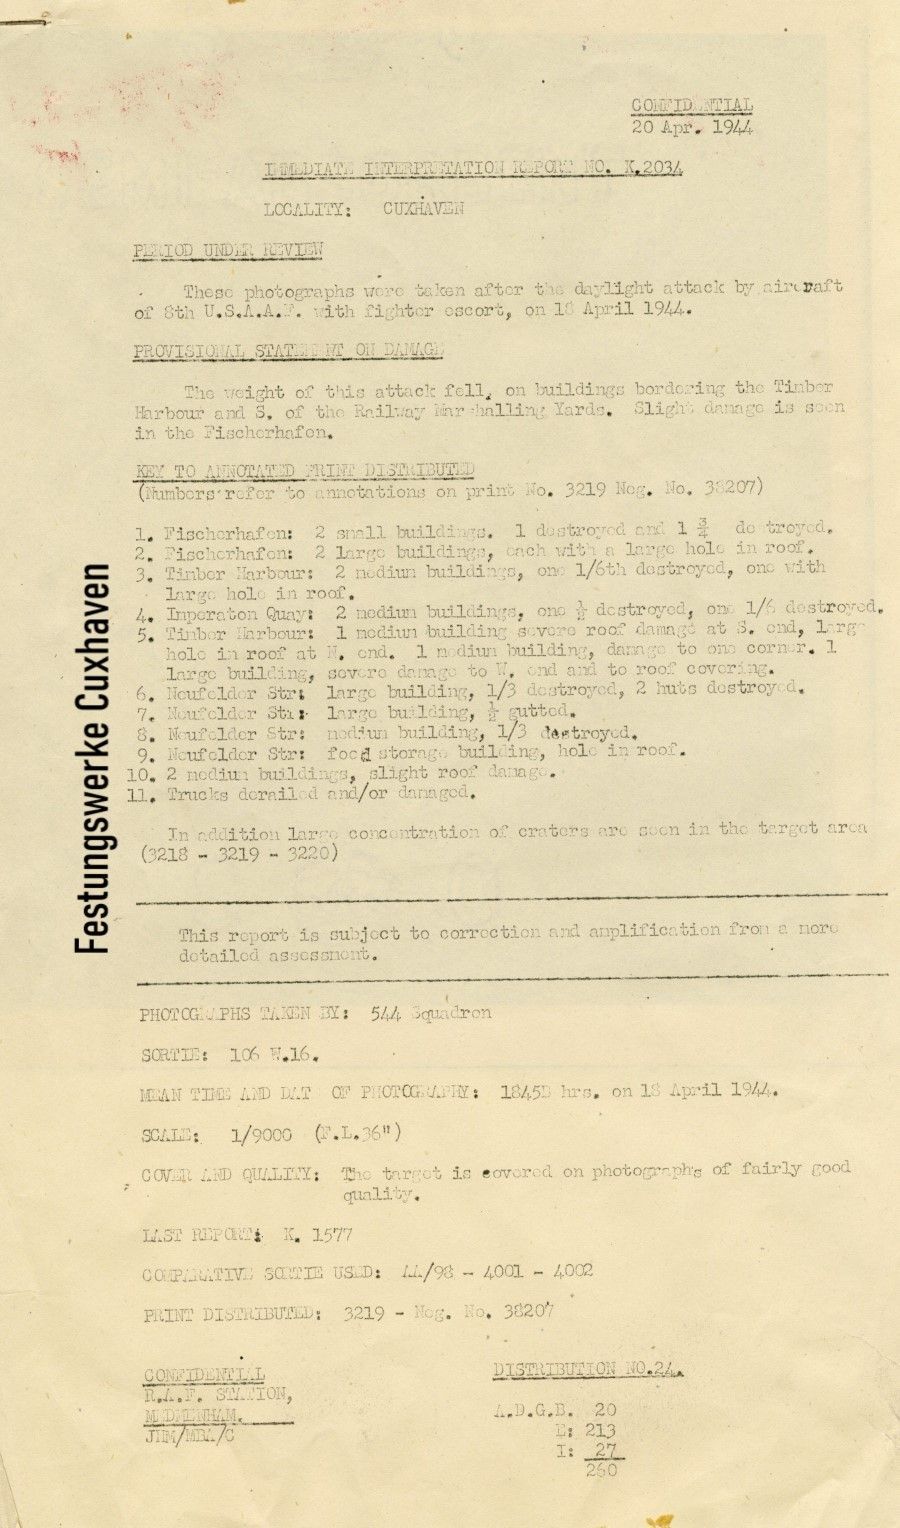 CONFIDENTIAL
20 Apr. 1944
IMMEDIATE INTERPRETATION REPORT NO. K.2034
LOCALITY: CUXHAVEN
PERIOD UNDER REVIEW
These photographs were taken after the daylight attack by aircraft
of 8th U.S.A.A.F. with fighter escort, on 18 April 1944.
PROVISIONAL STATEMENT ON DAMAGE
The weight of this attack fell, on buildings bordering the Timber
Harbour and S. of the Railway Marshalling Yards. Slight damage is seen
in the Fischerhafen.
KEY TO ANNOTATED PRINT DISTRIBUTED
(Numbers refer to annotations on print No. 3219 Neg. No. 38207)
1. Fischerhafen: 2 small buildings. 1 destroyed and 1 ¾ destroyed.
2. Fischerhafen: 2 large buildings, each with a large hole in roof.
3. Timber Harbour: 2 medium buildings, one 1/6th destroyed, one with
large hole in roof.
4. Imperaton Quay: 2 medium buildings, one ½ destroyed, one 1/6 destroyed.
5. Timber Harbour: 1 medium building severe roof damage at S. end, large
hole in roof at N. end. 1 medium building, damage to one corner. 1
large building, severe damage to W. end and to roof covering.
6. Neufelder Str: large building, 1/3 destroyed, 2 huts destroyed.
7. Neufelder Str: large building, ½ gutted.
8. Neufelder Str: medium building, 1/3 destroyed.
9. Neufelder Str: food storage building, hole in roof.
10. 2 medium buildings, slight roof damage.
11. Trucks derailed and/or damaged.
In addition large concentration of craters are seen in the target area
(3218 - 3219 - 3220)
This report is subject to correction and amplification from a more
detailed assessment.
PHOTOGRAPHS TAKEN BY: 544 Squadron
SORTIE: 106 W.16.
MEAN TIME AND DATE OF PHOTOGRAPHY: 1845B hrs. on 18 April 1944.
SCALE: 1/9000 (F.L.36")
COVER AND QUALITY: The target is covered on photographs of fairly good
quality.
LAST REPORT: K. 1577
COMPARATIVE SORTIE USED: AA/98 - 4001 - 4002
PRINT DISTRIBUTED: 3219 - Neg. No. 38207
CONFIDENTIAL
R.A.F. STATION,
MEDMENHAM.
JHM/MBA/C
DISTRIBUTION NO.24.
A.D.G.B. 20
E: 213
I: 27
260
Festungswerke Cuxhaven